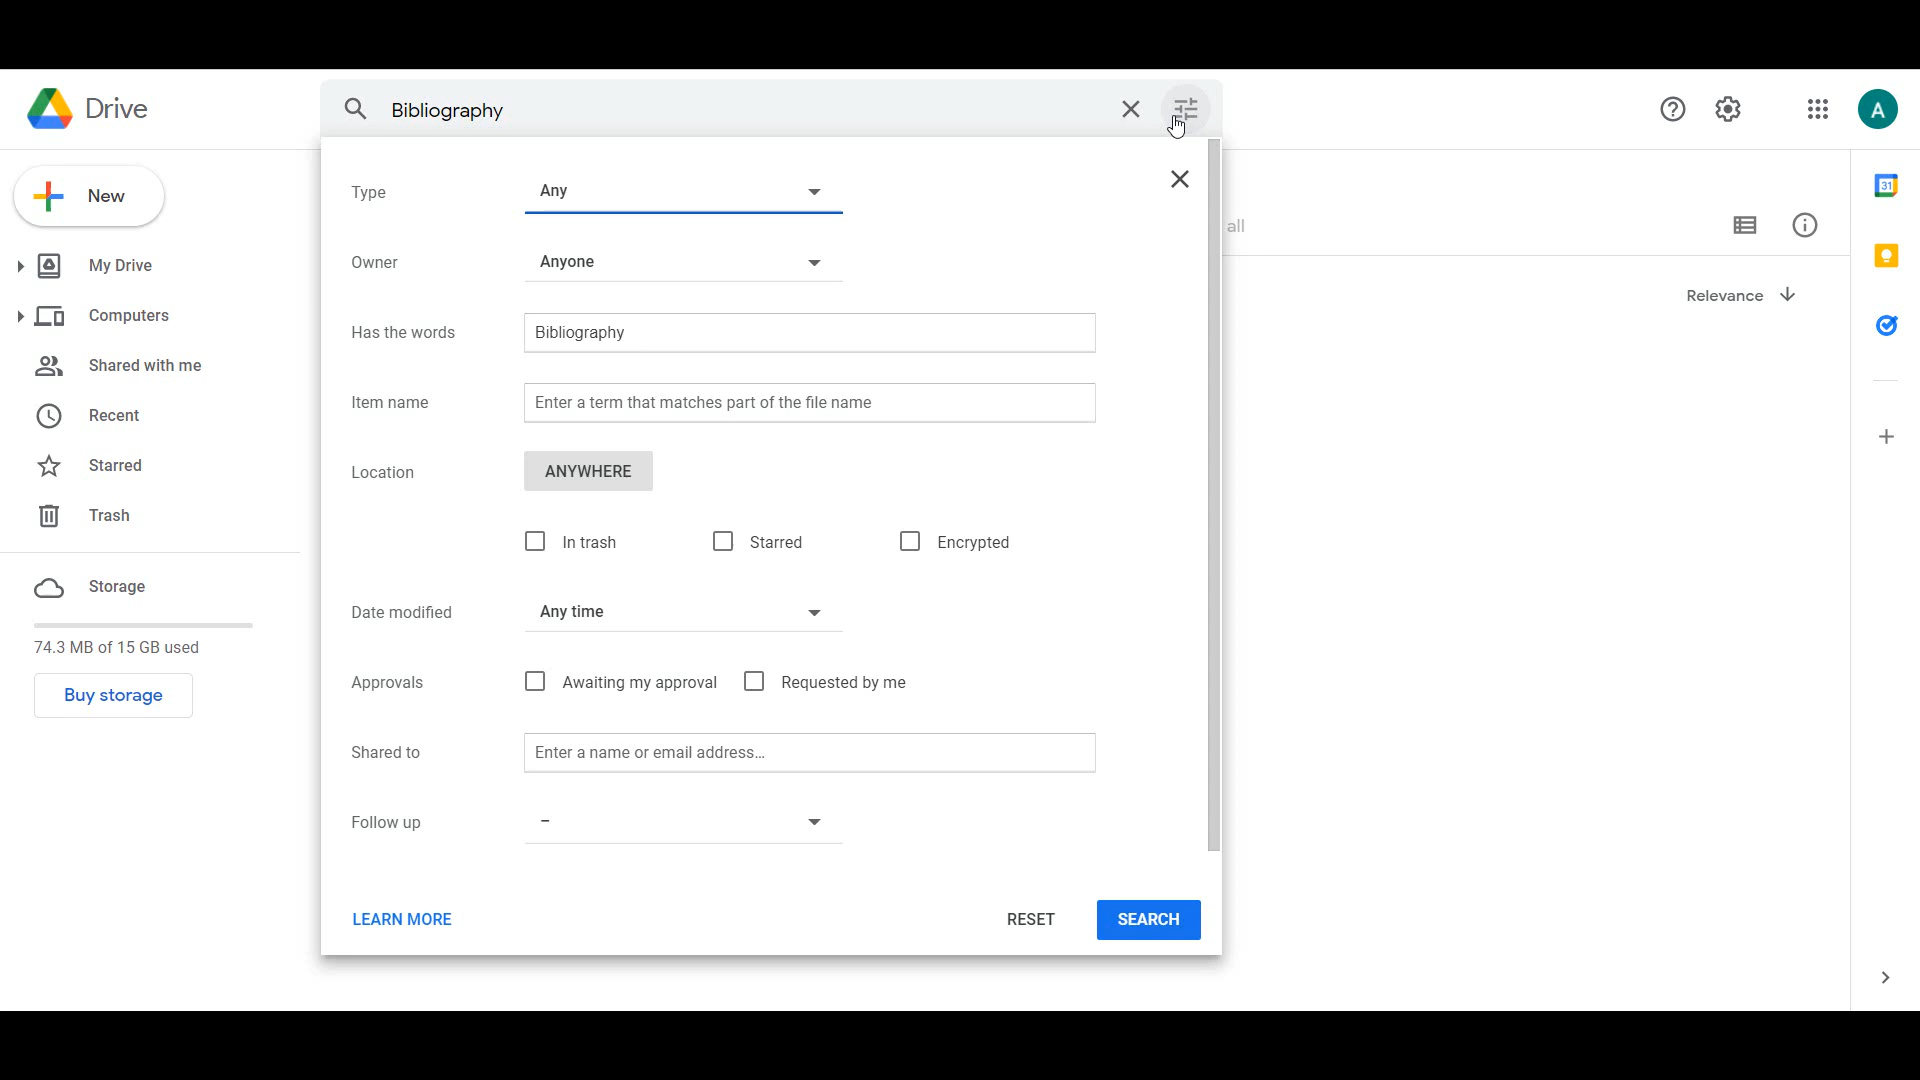 Drive
Bibliography
A
New
My Drive
Computers
Shared with me
Recent
Starred
Trash
Storage
74.3 MB of 15 GB used
Buy storage
Type
Any
Owner
Anyone
Has the words
Bibliography
Item name
Enter a term that matches part of the file name
Location
ANYWHERE
In trash
Starred
Encrypted
Date modified
Any time
Approvals
Awaiting my approval
Requested by me
Shared to
Enter a name or email address...
Follow up
–
LEARN MORE
RESET
SEARCH
all
Relevance
31